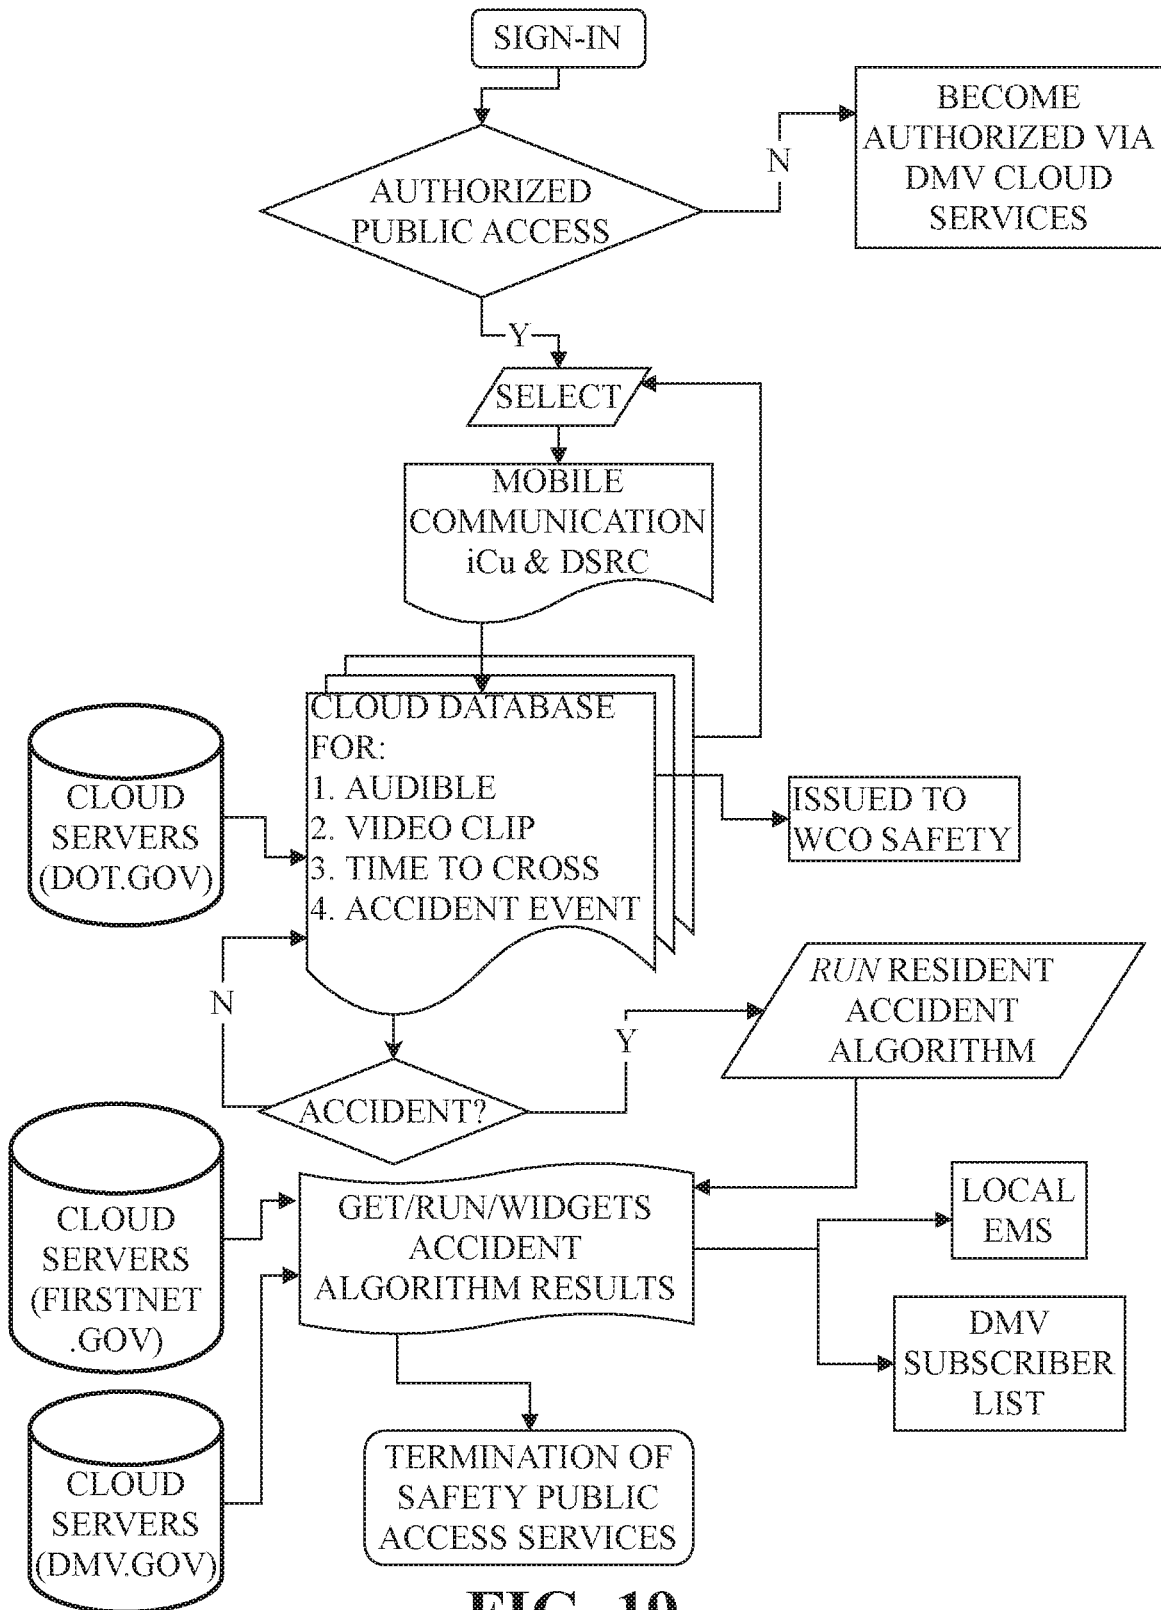 SIGN-IN
AUTHORIZED
PUBLIC ACCESS
N
BECOME
AUTHORIZED VIA
DMV CLOUD
SERVICES
Y
SELECT
MOBILE
COMMUNICATION
iCu & DSRC
CLOUD DATABASE
FOR:
1. AUDIBLE
2. VIDEO CLIP
3. TIME TO CROSS
4. ACCIDENT EVENT
CLOUD
SERVERS
(DOT.GOV)
ISSUED TO
WCO SAFETY
N
ACCIDENT?
Y
RUN RESIDENT
ACCIDENT
ALGORITHM
CLOUD
SERVERS
(FIRSTNET
.GOV)
GET/RUN/WIDGETS
ACCIDENT
ALGORITHM RESULTS
LOCAL
EMS
DMV
SUBSCRIBER
LIST
CLOUD
SERVERS
(DMV.GOV)
TERMINATION OF
SAFETY PUBLIC
ACCESS SERVICES
FIG. 19